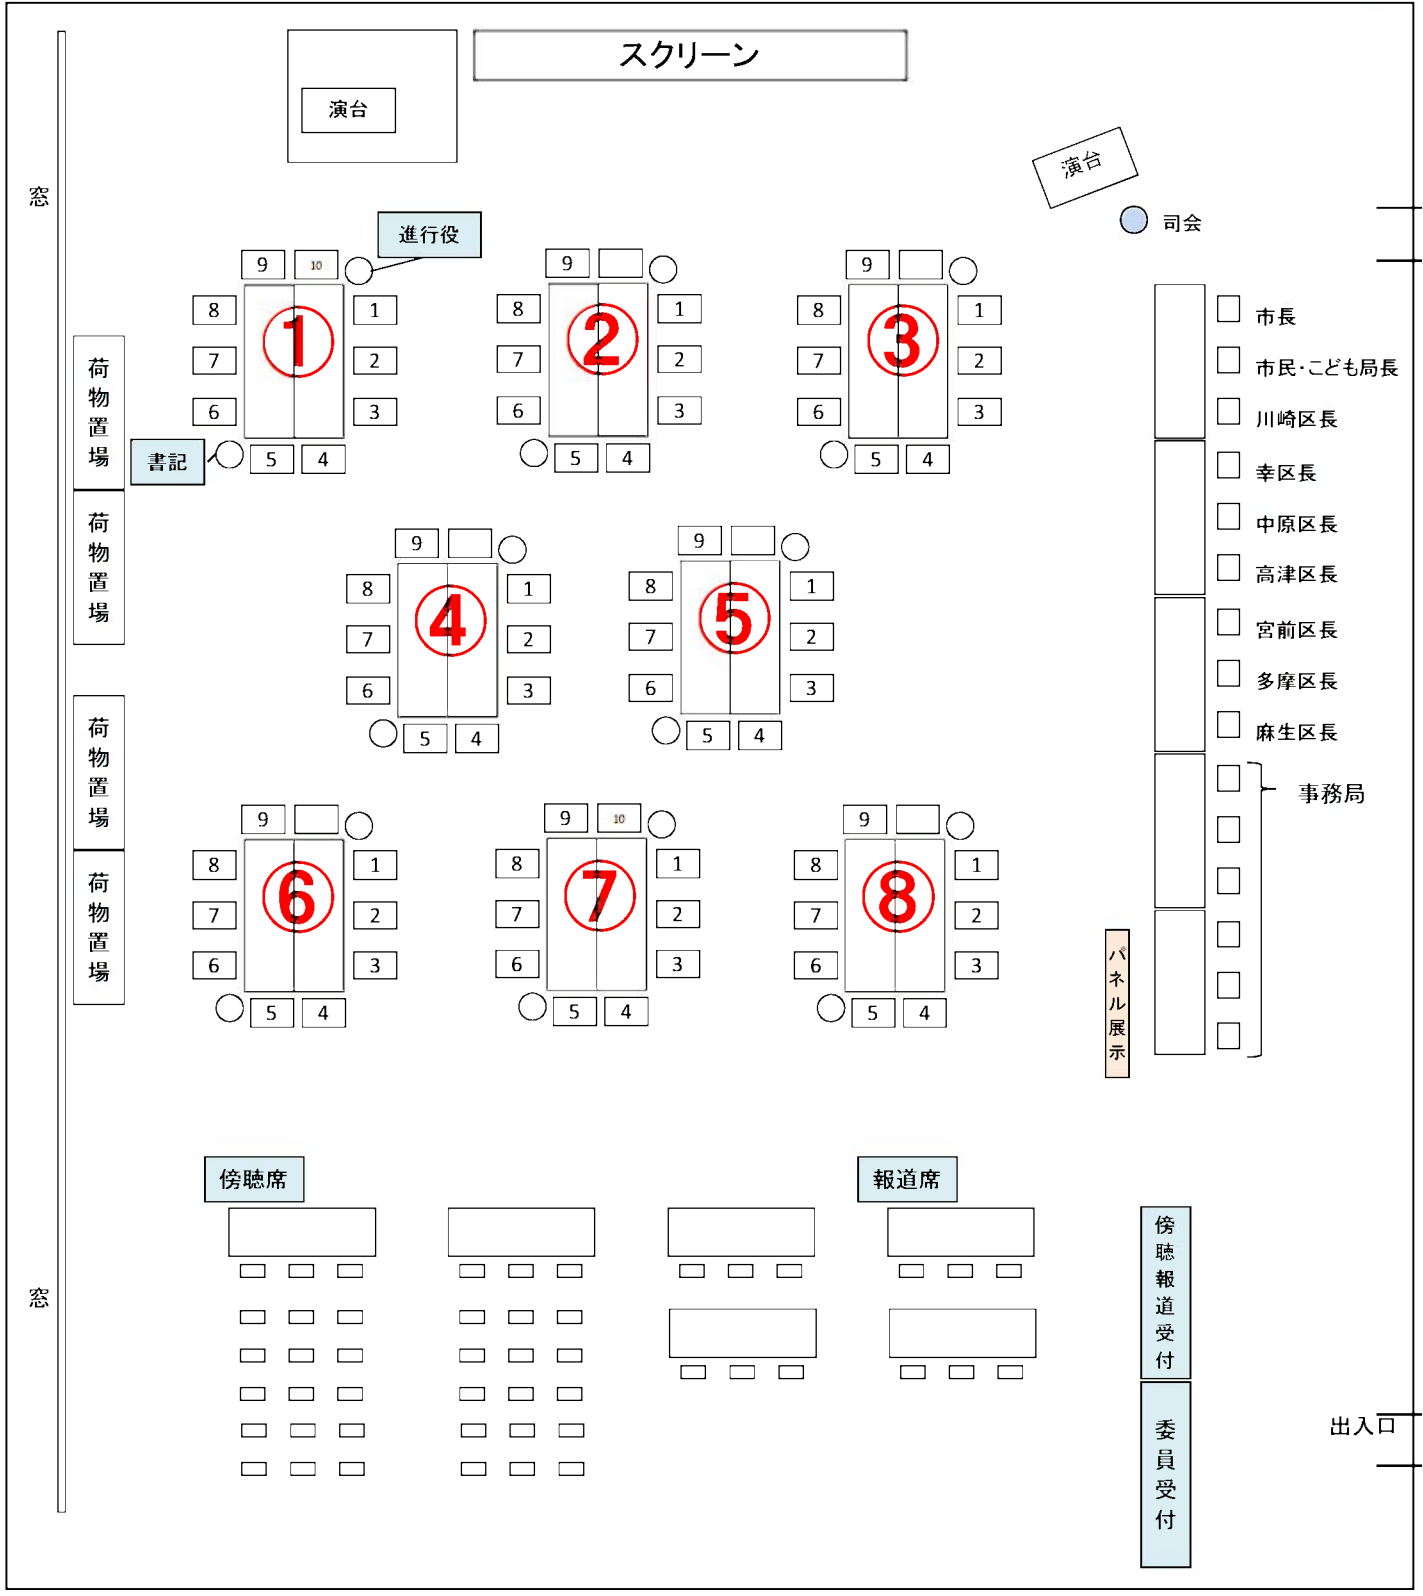 スクリーン
演台
演台
窓
司会
進行役
9 10
8 1
① 
7 2
6 3
書記
5 4
9
8 1
②
7 2
6 3
5 4
9
8 1
③
7 2
6 3
5 4
荷物置場
荷物置場
9
8 1
④
7 2
6 3
5 4
9
8 1
⑤
7 2
6 3
5 4
荷物置場
荷物置場
9
8 1
⑥
7 2
6 3
5 4
9 10
8 1
⑦
7 2
6 3
5 4
9
8 1
⑧
7 2
6 3
5 4
市長
市民・こども局長
川崎区長
幸区長
中原区長
高津区長
宮前区長
多摩区長
麻生区長
事務局
パネル展示
傍聴席
報道席
窓
傍聴報道受付
委員受付
出入口